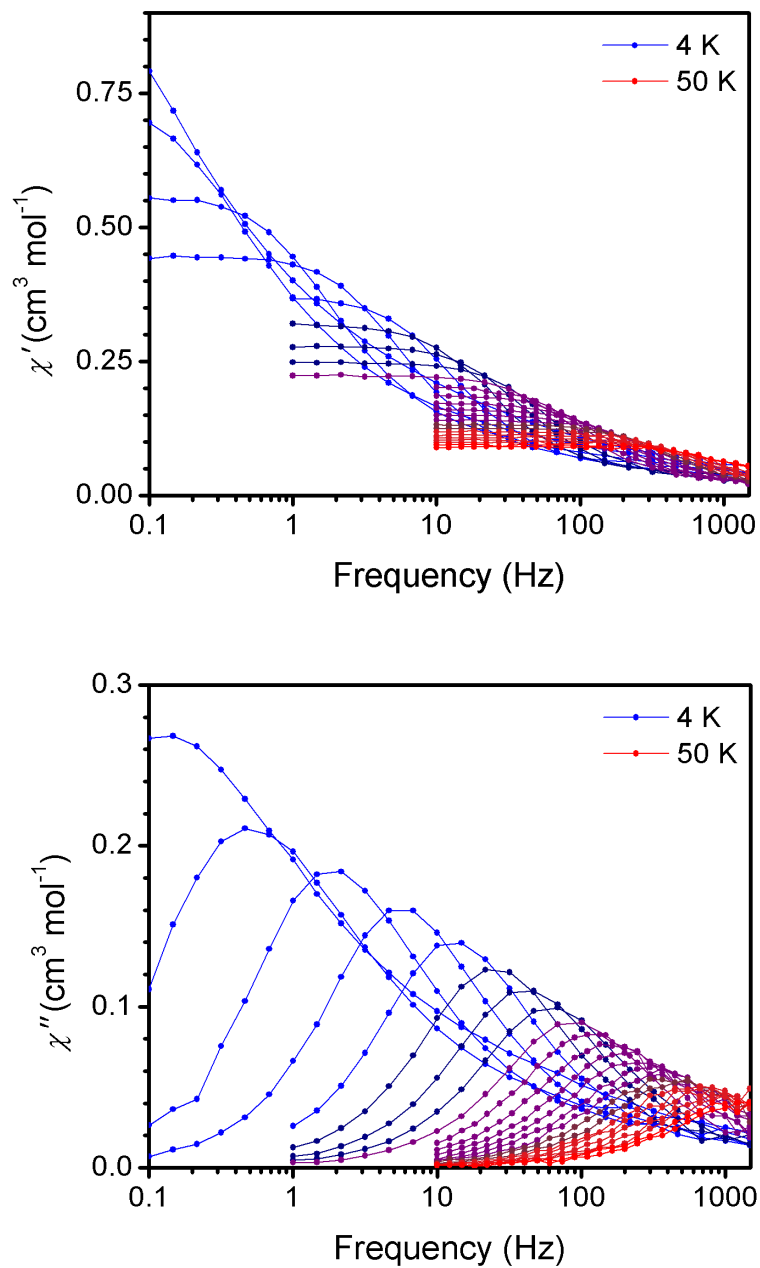 4 K
50 K
0.75
0.50
0.25
0.00
χ′ (cm³ mol⁻¹)
0.1 1 10 100 1000
Frequency (Hz)
4 K
50 K
0.3
0.2
0.1
0.0
χ″ (cm³ mol⁻¹)
0.1 1 10 100 1000
Frequency (Hz)